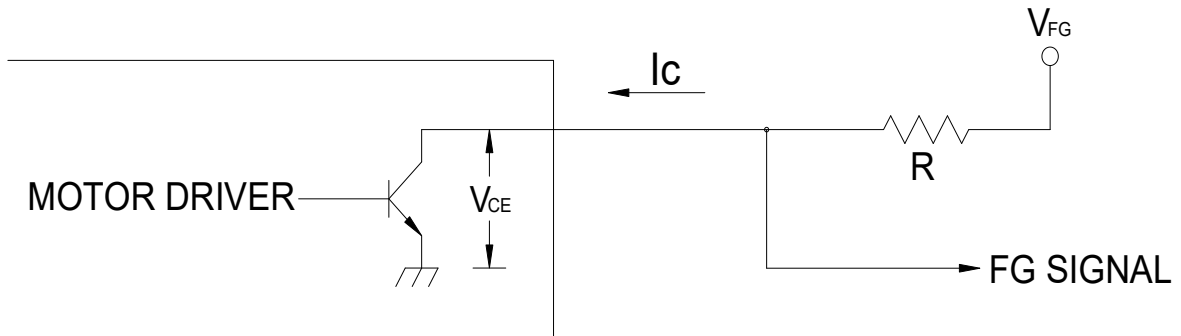 VFG
Ic
R
MOTOR DRIVER
VCE
FG SIGNAL